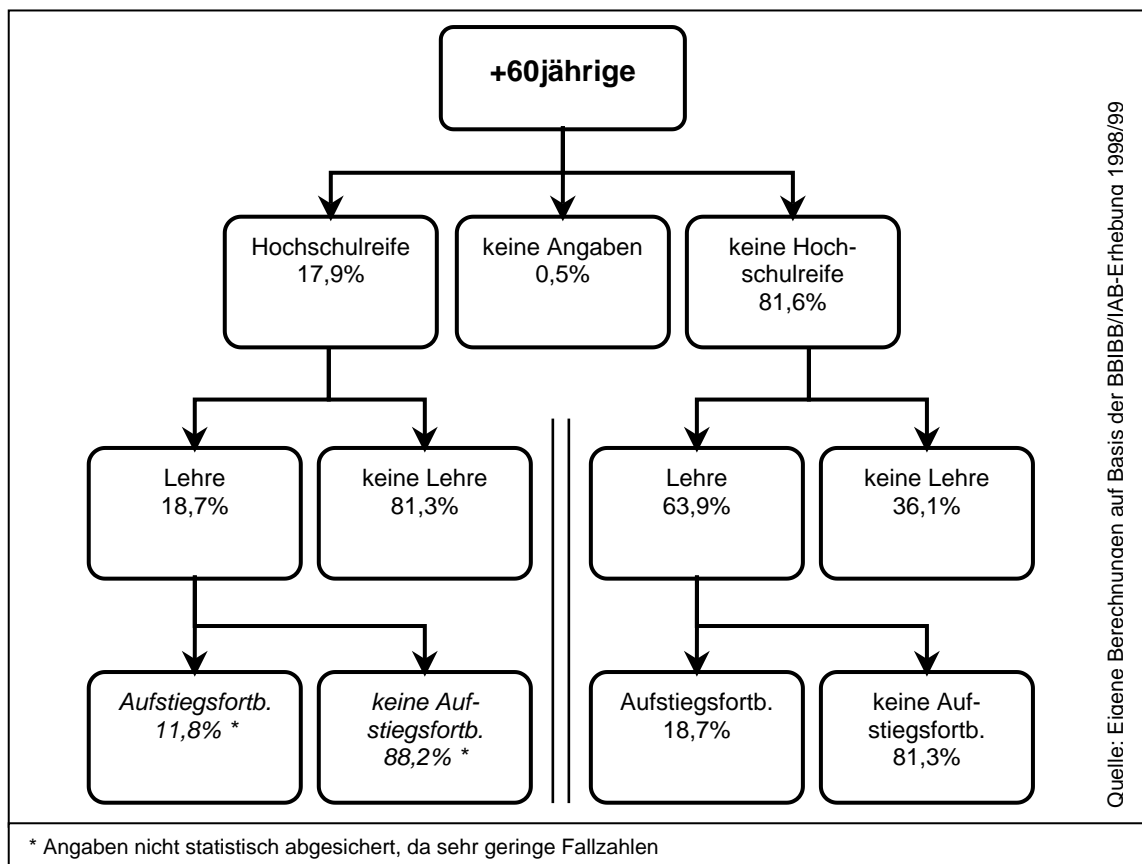 +60jährige
Hochschulreife
17,9%
keine Angaben
0,5%
keine Hoch-
schulreife
81,6%
Lehre
18,7%
keine Lehre
81,3%
Lehre
63,9%
keine Lehre
36,1%
Aufstiegsfortb.
11,8% *
keine Auf-
stiegsfortb.
88,2% *
Aufstiegsfortb.
18,7%
keine Auf-
stiegsfortb.
81,3%
Quelle: Eigene Berechnungen auf Basis der BBIBB/IAB-Erhebung 1998/99
* Angaben nicht statistisch abgesichert, da sehr geringe Fallzahlen